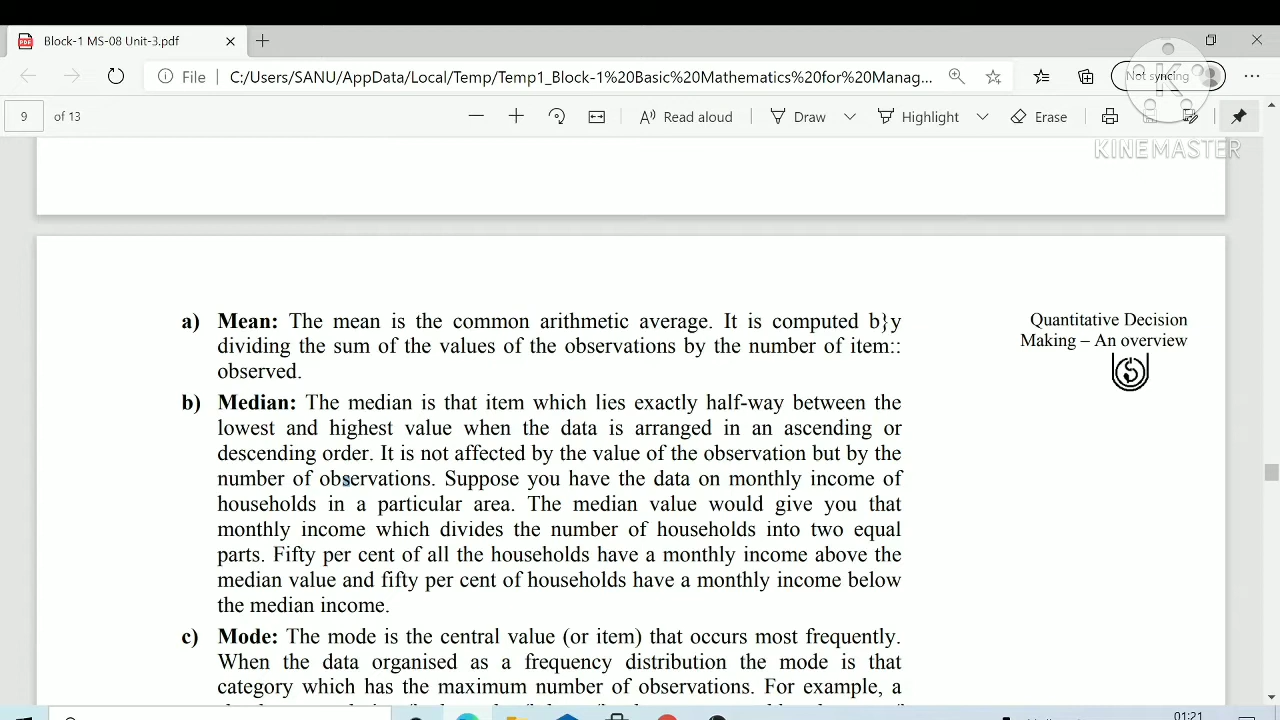 Block-1 MS-08 Unit-3.pdf
File
C:/Users/SANU/AppData/Local/Temp/Temp1_Block-1%20Basic%20Mathematics%20for%20Manag...
Not syncing
9 of 13
Read aloud
Draw
Highlight
Erase
KINEMASTER
a) Mean: The mean is the common arithmetic average. It is computed b}y
dividing the sum of the values of the observations by the number of item::
observed.
Quantitative Decision
Making – An overview
b) Median: The median is that item which lies exactly half-way between the
lowest and highest value when the data is arranged in an ascending or
descending order. It is not affected by the value of the observation but by the
number of observations. Suppose you have the data on monthly income of
households in a particular area. The median value would give you that
monthly income which divides the number of households into two equal
parts. Fifty per cent of all the households have a monthly income above the
median value and fifty per cent of households have a monthly income below
the median income.
c) Mode: The mode is the central value (or item) that occurs most frequently.
When the data organised as a frequency distribution the mode is that
category which has the maximum number of observations. For example, a
01:21